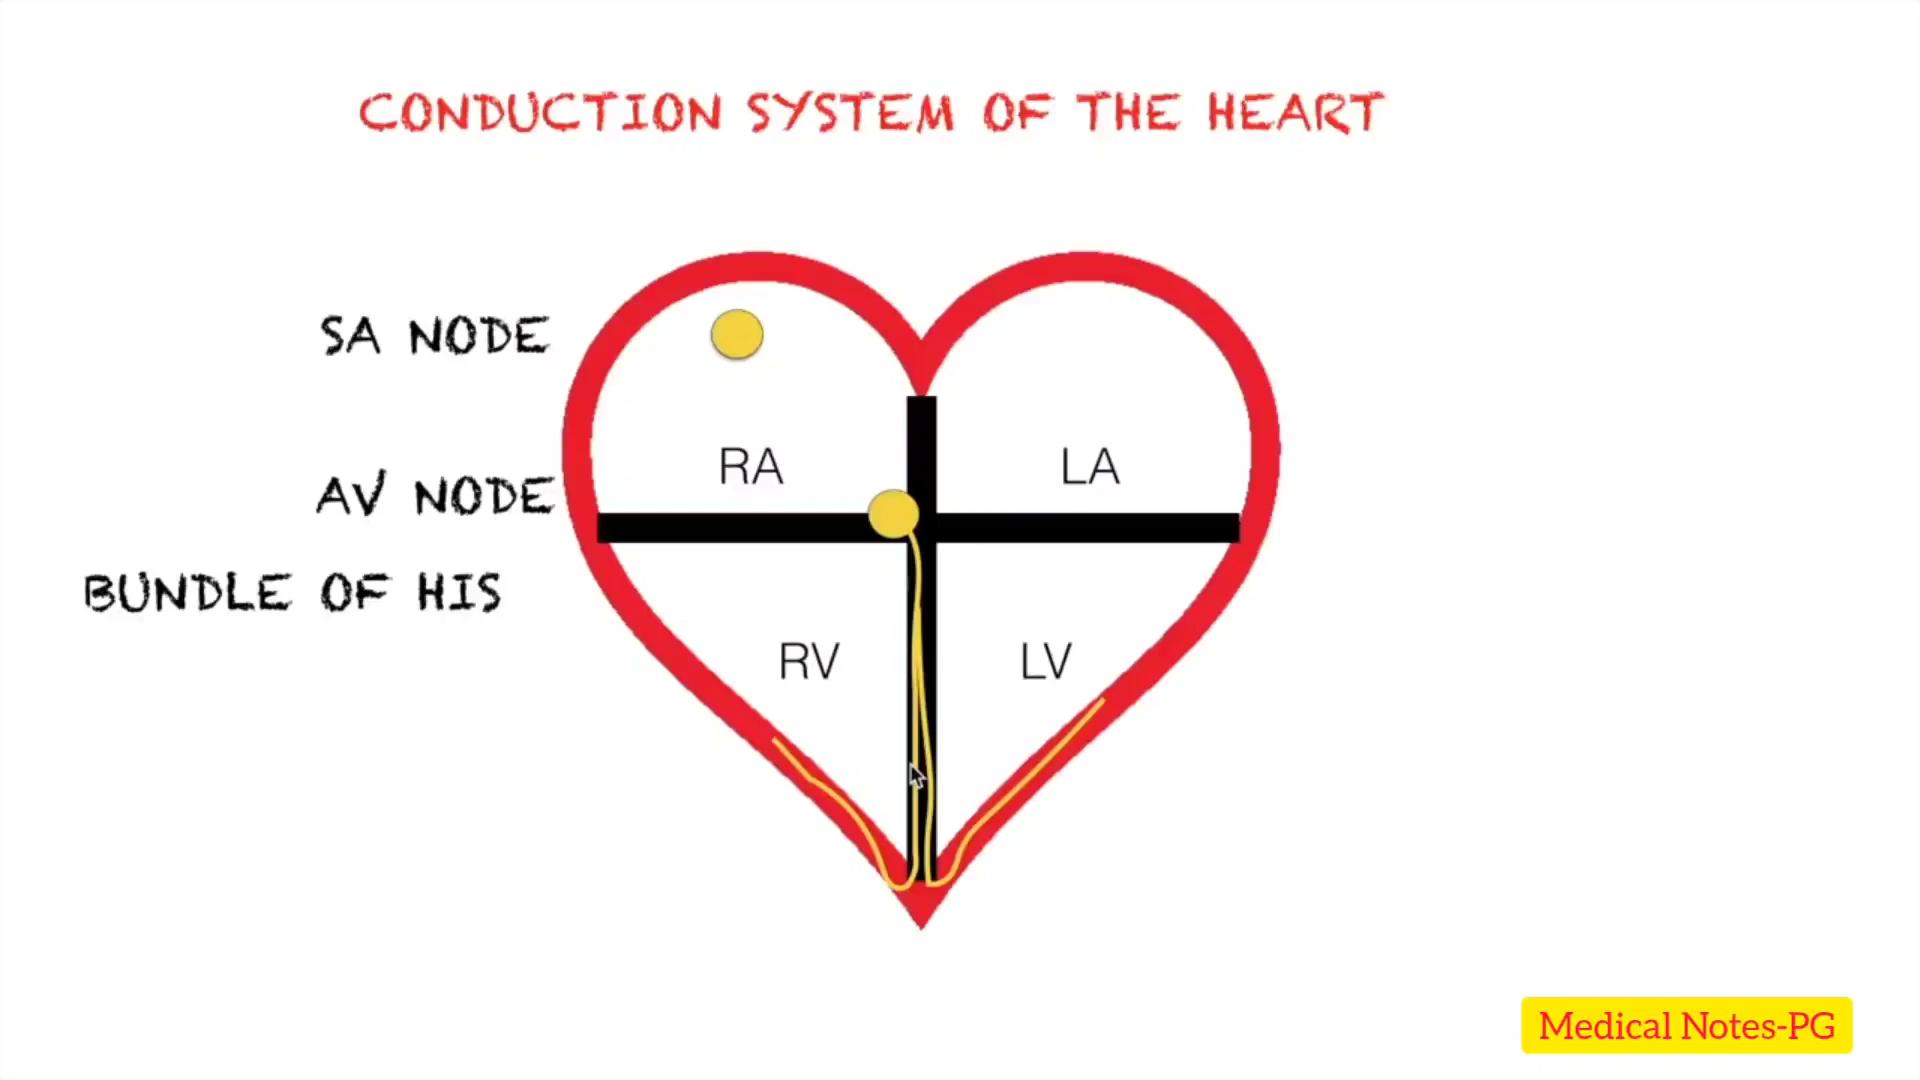 CONDUCTION SYSTEM OF THE HEART
SA NODE
RA
LA
AV NODE
BUNDLE OF HIS
RV
LV
Medical Notes-PG